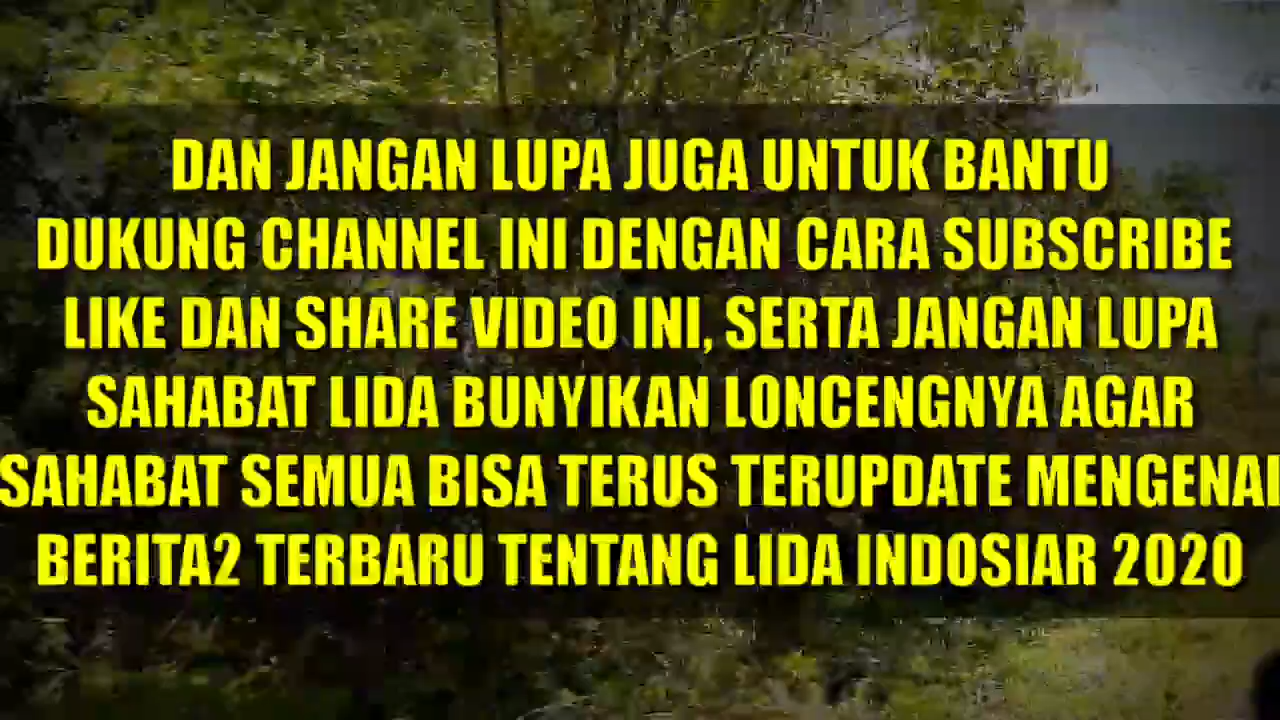 DAN JANGAN LUPA JUGA UNTUK BANTU
DUKUNG CHANNEL INI DENGAN CARA SUBSCRIBE
LIKE DAN SHARE VIDEO INI, SERTA JANGAN LUPA
SAHABAT LIDA BUNYIKAN LONCENGNYA AGAR
SAHABAT SEMUA BISA TERUS TERUPDATE MENGENAI
BERITA2 TERBARU TENTANG LIDA INDOSIAR 2020